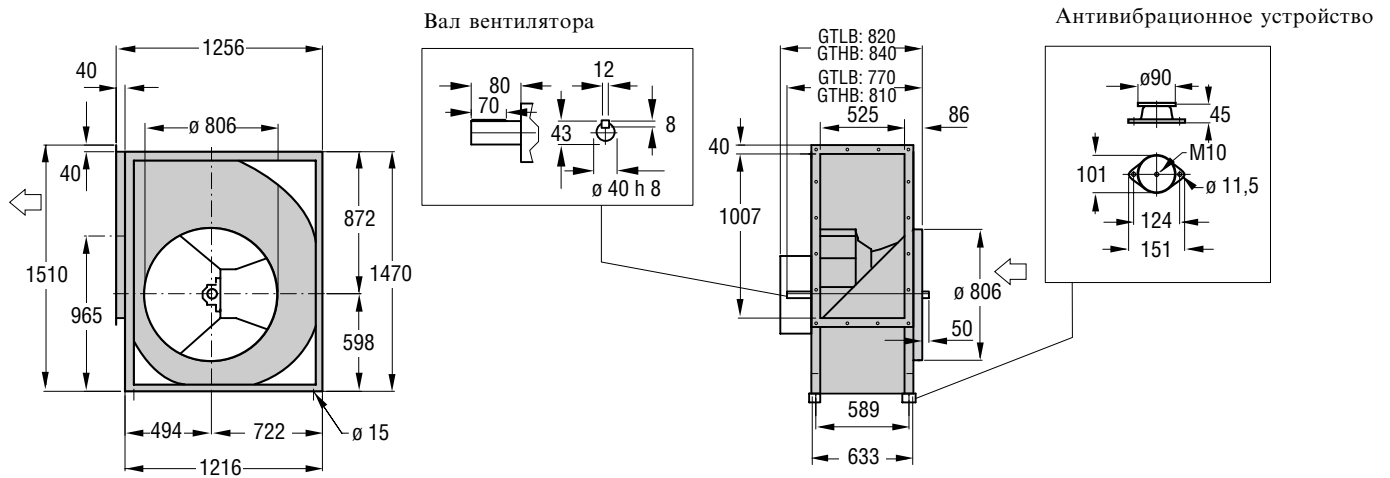 Вал вентилятора
Антивибрационное устройство
1256
40
ø 806
40
872
1510
1470
965
598
494
722
ø 15
1216
80
70
12
43
8
ø 40 h 8
GTLB: 820
GTHB: 840
GTLB: 770
GTHB: 810
525
86
40
1007
ø 806
50
589
633
ø90
45
M10
101
ø 11,5
124
151